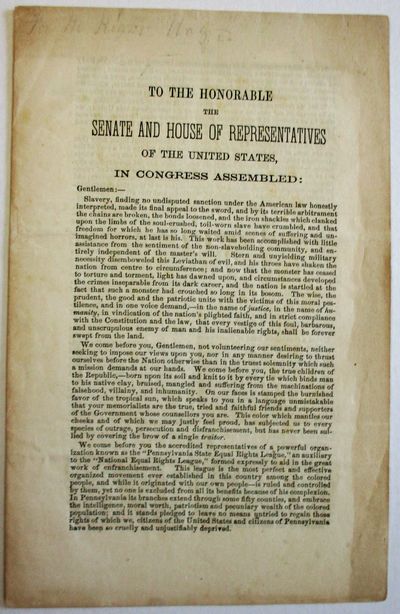 TO THE HONORABLE
THE
SENATE AND HOUSE OF REPRESENTATIVES
OF THE UNITED STATES,
IN CONGRESS ASSEMBLED:
Gentlemen:—
Slavery, finding no undisputed sanction under the American law honestly
interpreted, made its final appeal to the sword, and by its terrible arbitrament
the chains are broken, the bonds loosened, and the iron shackles which clanked
upon the limbs of the soul-crushed, toil-worn slave have crumbled, and that
freedom for which he has so long waited amid scenes of suffering and un-
imagined horrors, at last is his. This work has been accomplished with little
assistance from the sentiment of the non-slaveholding community, and en-
tirely independent of the master's will. Stern and unyielding military
necessity disemboweled this Leviathan of evil, and his throes have shaken the
nation from centre to circumference; and now that the monster has ceased
to torture and torment, light has dawned upon, and circumstances developed
the crimes inseparable from its dark career, and the nation is startled at the
fact that such a monster had crouched so long in its bosom. The wise, the
prudent, the good and the patriotic unite with the victims of this moral pes-
tilence, and in one voice demand,—in the name of justice, in the name of hu-
manity, in vindication of the nation's plighted faith, and in strict compliance
with the Constitution and the law, that every vestige of this foul, barbarous,
and unscrupulous enemy of man and his inalienable rights, shall be forever
swept from the land.
We come before you, Gentlemen, not volunteering our sentiments, neither
seeking to impose our views upon you, nor in any manner desiring to thrust
ourselves before the Nation otherwise than in the truest solemnity which such
a mission demands at our hands. We come before you, the true children of
the Republic,—born upon its soil and knit to it by every tie which binds man
to his native clay, bruised, mangled and suffering from the machinations of
falsehood, villainy, and inhumanity. On our faces is stamped the burnished
favor of the tropical sun, which speaks to you in a language unmistakable
that your memorialists are the true, tried and faithful friends and supporters
of the Government whose counsellors you are. This color which mantles our
cheeks and of which we may justly feel proud, has subjected us to every
species of outrage, persecution and disfranchisement, but has never been sul-
lied by covering the brow of a single traitor.
We come before you the accredited representatives of a powerful organ-
ization known as the "Pennsylvania State Equal Rights League," an auxiliary
to the "National Equal Rights League," formed expressly to aid in the great
work of enfranchisement. This league is the most perfect and effective
organized movement ever established in this country among the colored
people, and while it originated with our own people—is ruled and controlled
by them, yet no one is excluded from all its benefits because of his complexion.
In Pennsylvania its branches extend through some fifty counties, and embrace
the intelligence, moral worth, patriotism and pecuniary wealth of the colored
population; and it stands pledged to leave no means untried to regain those
rights of which we, citizens of the United States and citizens of Pennsylvania
have been so cruelly and unjustifiably deprived.